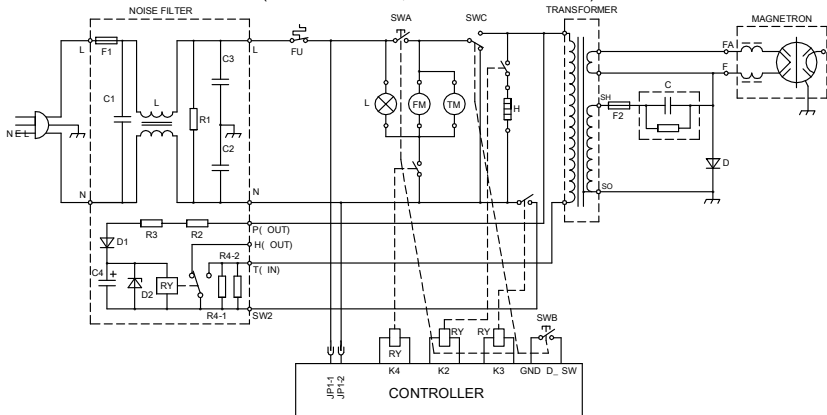 NOISE FILTER
SWA
SWC
TRANSFORMER
MAGNETRON
L
F1
L
FU
FA
C3
F
C1
L
L
FM
TM
H
SH
C
F2
N E L
R1
C2
D
N
N
SO
P( OUT)
R3
R2
H( OUT)
D1
R4-2
T( IN)
C4
+
D2
RY
R4-1
SW2
SWB
RY
RY
RY
JP1-1
JP1-2
K4
K2
K3
GND
D_ SW
CONTROLLER